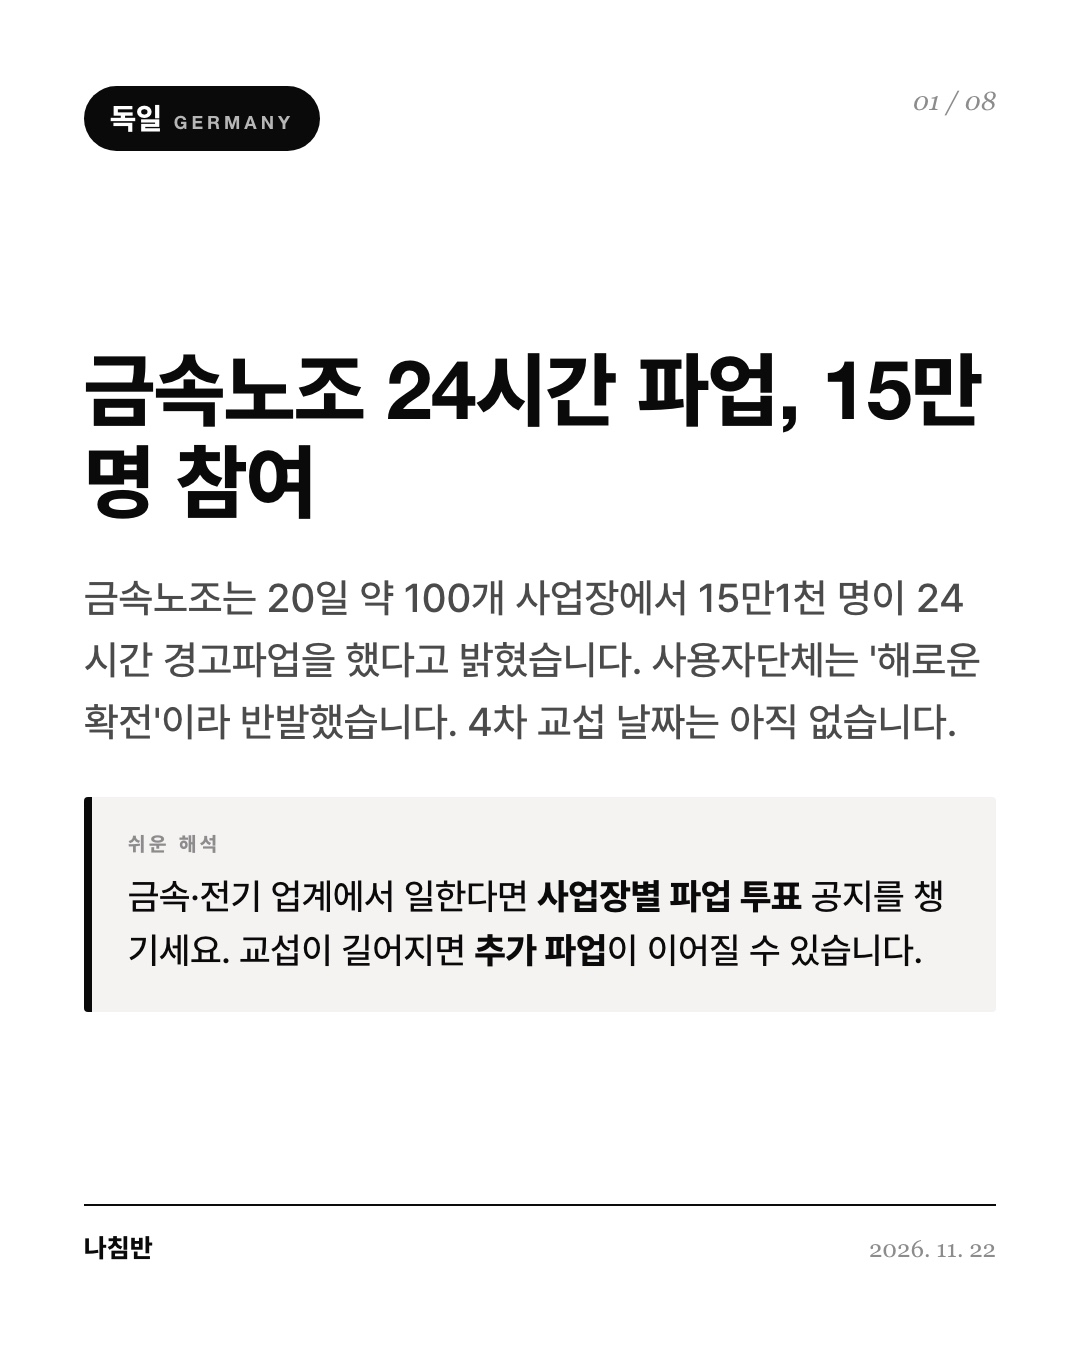 독일 GERMANY
01 / 08
금속노조 24시간 파업, 15만
명 참여
금속노조는 20일 약 100개 사업장에서 15만1천 명이 24
시간 경고파업을 했다고 밝혔습니다. 사용자단체는 '해로운
확전'이라 반발했습니다. 4차 교섭 날짜는 아직 없습니다.
쉬운 해석
금속·전기 업계에서 일한다면 사업장별 파업 투표 공지를 챙
기세요. 교섭이 길어지면 추가 파업이 이어질 수 있습니다.
나침반
2026. 11. 22